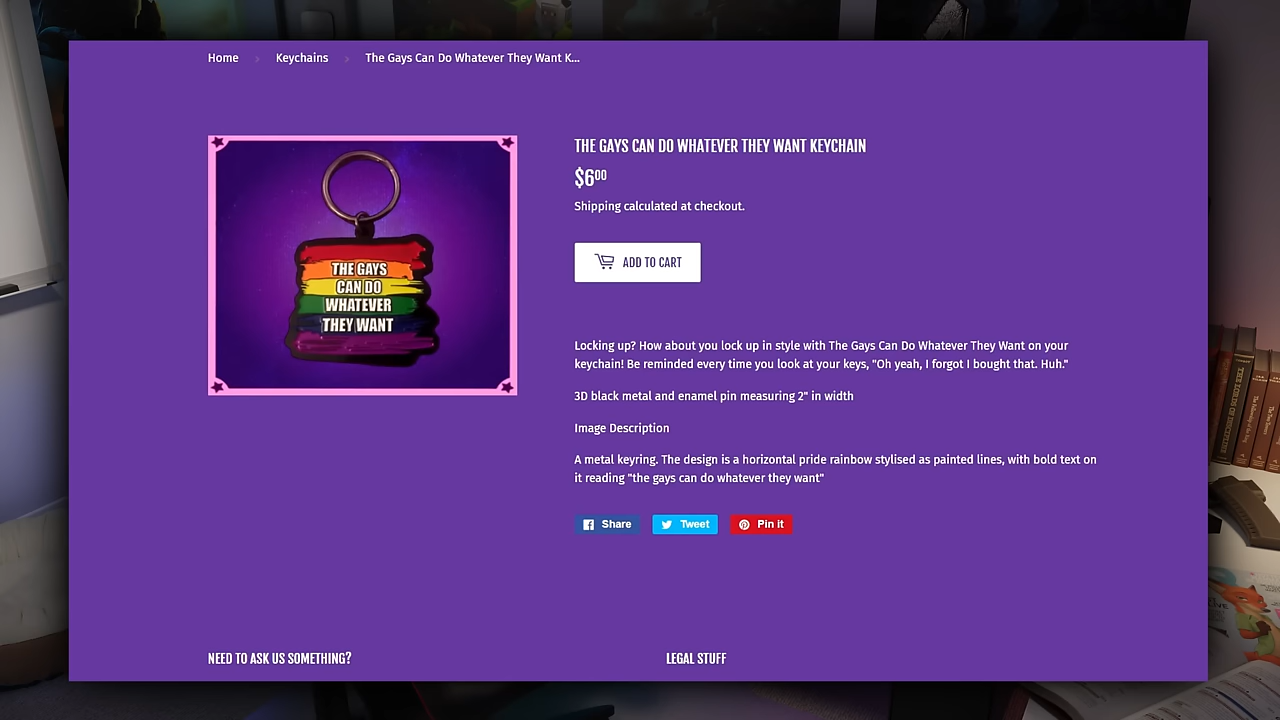 Home › Keychains › The Gays Can Do Whatever They Want K...
THE GAYS
CAN DO
WHATEVER
THEY WANT
THE GAYS CAN DO WHATEVER THEY WANT KEYCHAIN
$600
Shipping calculated at checkout.
ADD TO CART
Locking up? How about you lock up in style with The Gays Can Do Whatever They Want on your
keychain! Be reminded every time you look at your keys, "Oh yeah, I forgot I bought that. Huh."
3D black metal and enamel pin measuring 2" in width
Image Description
A metal keyring. The design is a horizontal pride rainbow stylised as painted lines, with bold text on
it reading "the gays can do whatever they want"
Share
Tweet
Pin it
NEED TO ASK US SOMETHING?
LEGAL STUFF